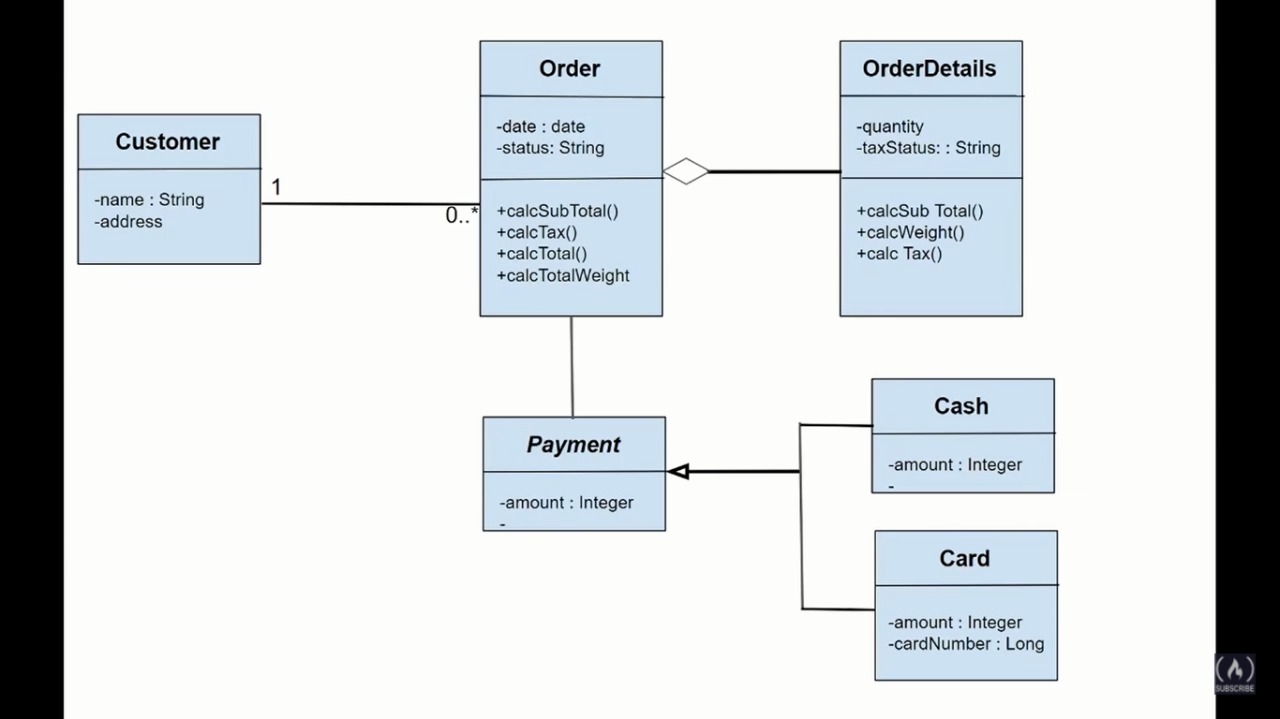 Customer
-name : String
-address
1
0..*
Order
-date : date
-status: String
+calcSubTotal()
+calcTax()
+calcTotal()
+calcTotalWeight
OrderDetails
-quantity
-taxStatus: : String
+calcSub Total()
+calcWeight()
+calc Tax()
Payment
-amount : Integer
-
Cash
-amount : Integer
-
Card
-amount : Integer
-cardNumber : Long
SUBSCRIBE